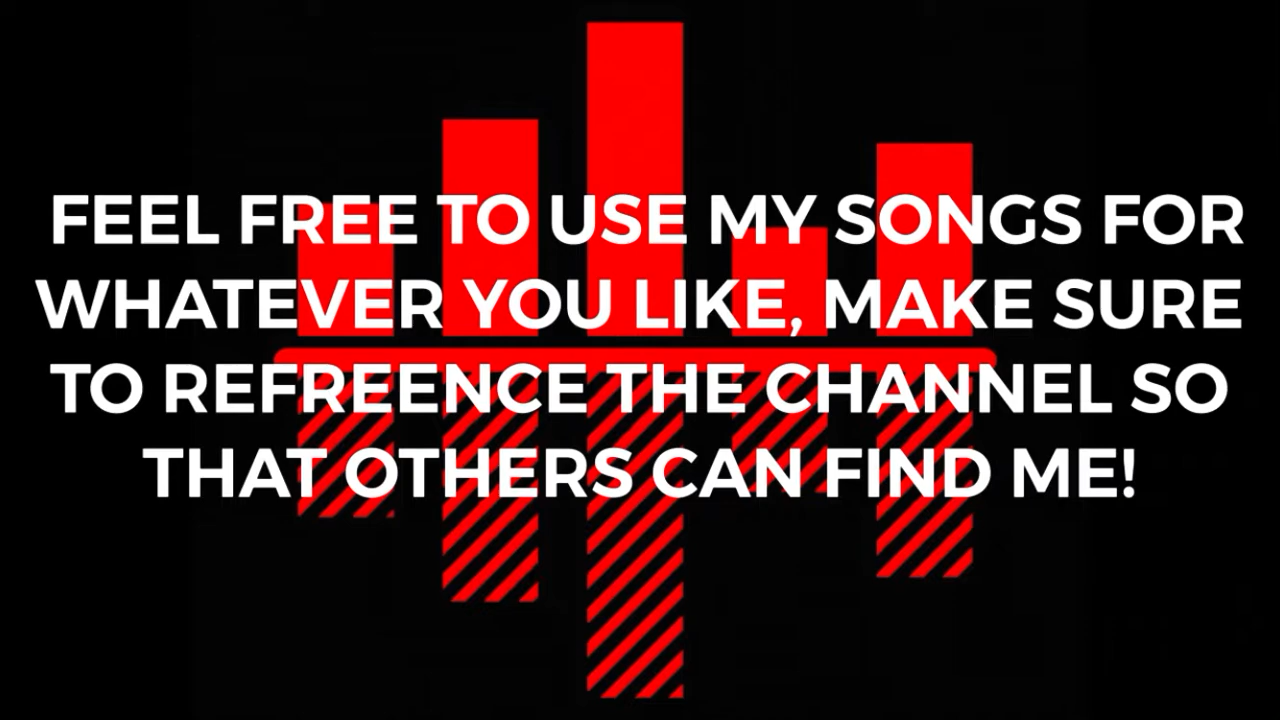 FEEL FREE TO USE MY SONGS FOR
WHATEVER YOU LIKE, MAKE SURE
TO REFREENCE THE CHANNEL SO
THAT OTHERS CAN FIND ME!